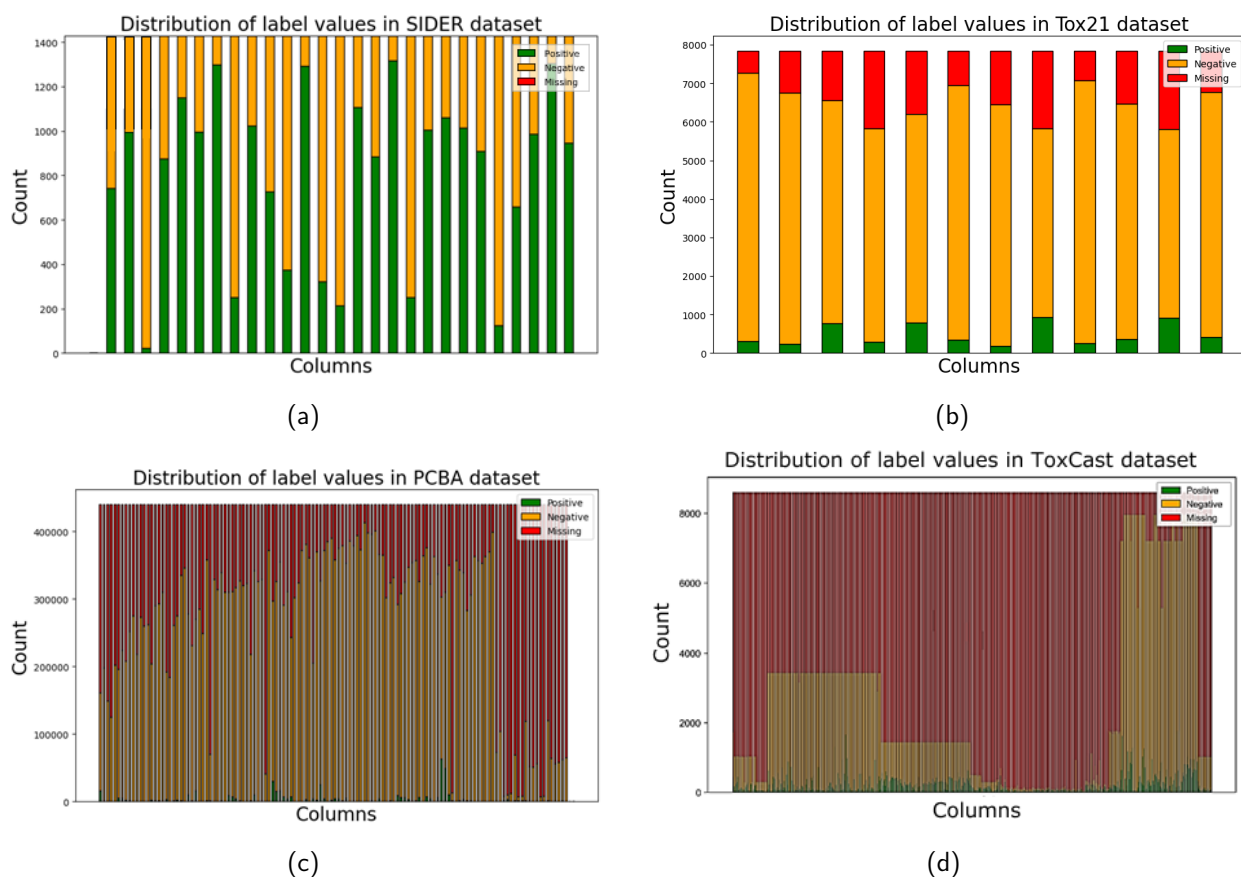 Distribution of label values in SIDER dataset
1400
1200
1000
800
600
400
200
0
Count
Columns
Positive
Negative
Missing
(a)
Distribution of label values in Tox21 dataset
8000
7000
6000
5000
4000
3000
2000
1000
0
Count
Columns
Positive
Negative
Missing
(b)
Distribution of label values in PCBA dataset
400000
300000
200000
100000
0
Count
Columns
Positive
Negative
Missing
(c)
Distribution of label values in ToxCast dataset
8000
6000
4000
2000
0
Count
Columns
Positive
Negative
Missing
(d)